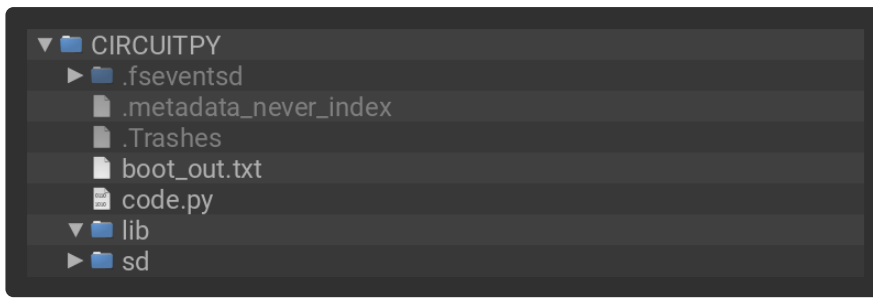 CIRCUITPY
.fseventsd
.metadata_never_index
.Trashes
boot_out.txt
code.py
lib
sd